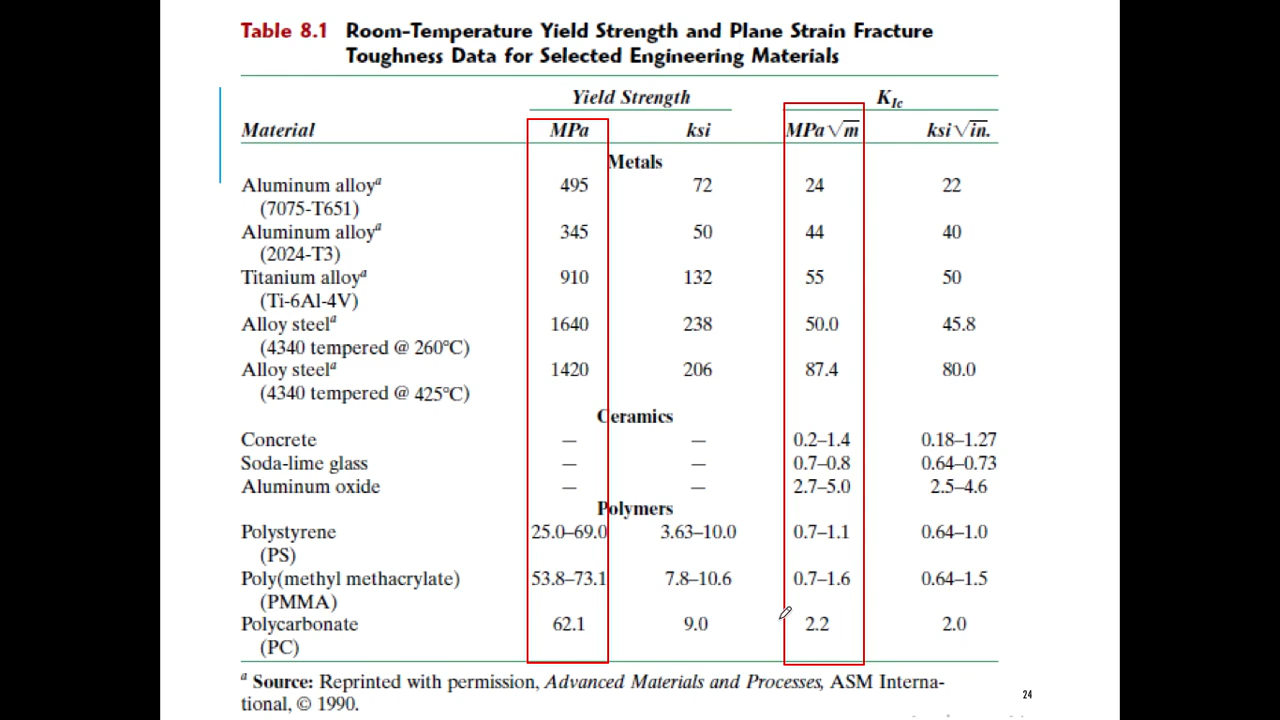 Table 8.1 Room-Temperature Yield Strength and Plane Strain Fracture
Toughness Data for Selected Engineering Materials
Yield Strength K_Ic
Material MPa ksi MPa√m ksi√in.
Metals
Aluminum alloy^a 495 72 24 22
(7075-T651)
Aluminum alloy^a 345 50 44 40
(2024-T3)
Titanium alloy^a 910 132 55 50
(Ti-6Al-4V)
Alloy steel^a 1640 238 50.0 45.8
(4340 tempered @ 260°C)
Alloy steel^a 1420 206 87.4 80.0
(4340 tempered @ 425°C)
Ceramics
Concrete — — 0.2–1.4 0.18–1.27
Soda-lime glass — — 0.7–0.8 0.64–0.73
Aluminum oxide — — 2.7–5.0 2.5–4.6
Polymers
Polystyrene 25.0–69.0 3.63–10.0 0.7–1.1 0.64–1.0
(PS)
Poly(methyl methacrylate) 53.8–73.1 7.8–10.6 0.7–1.6 0.64–1.5
(PMMA)
Polycarbonate 62.1 9.0 2.2 2.0
(PC)
^a Source: Reprinted with permission, Advanced Materials and Processes, ASM Interna-
tional, © 1990.
24